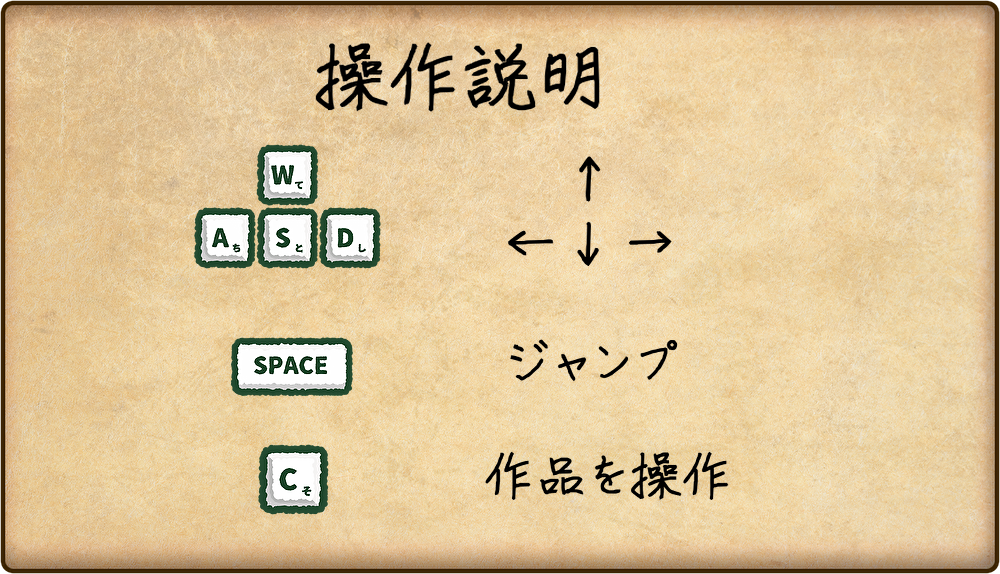 操作説明
W て
A ち S と D し
↑
← ↓ →
SPACE ジャンプ
C そ 作品を操作